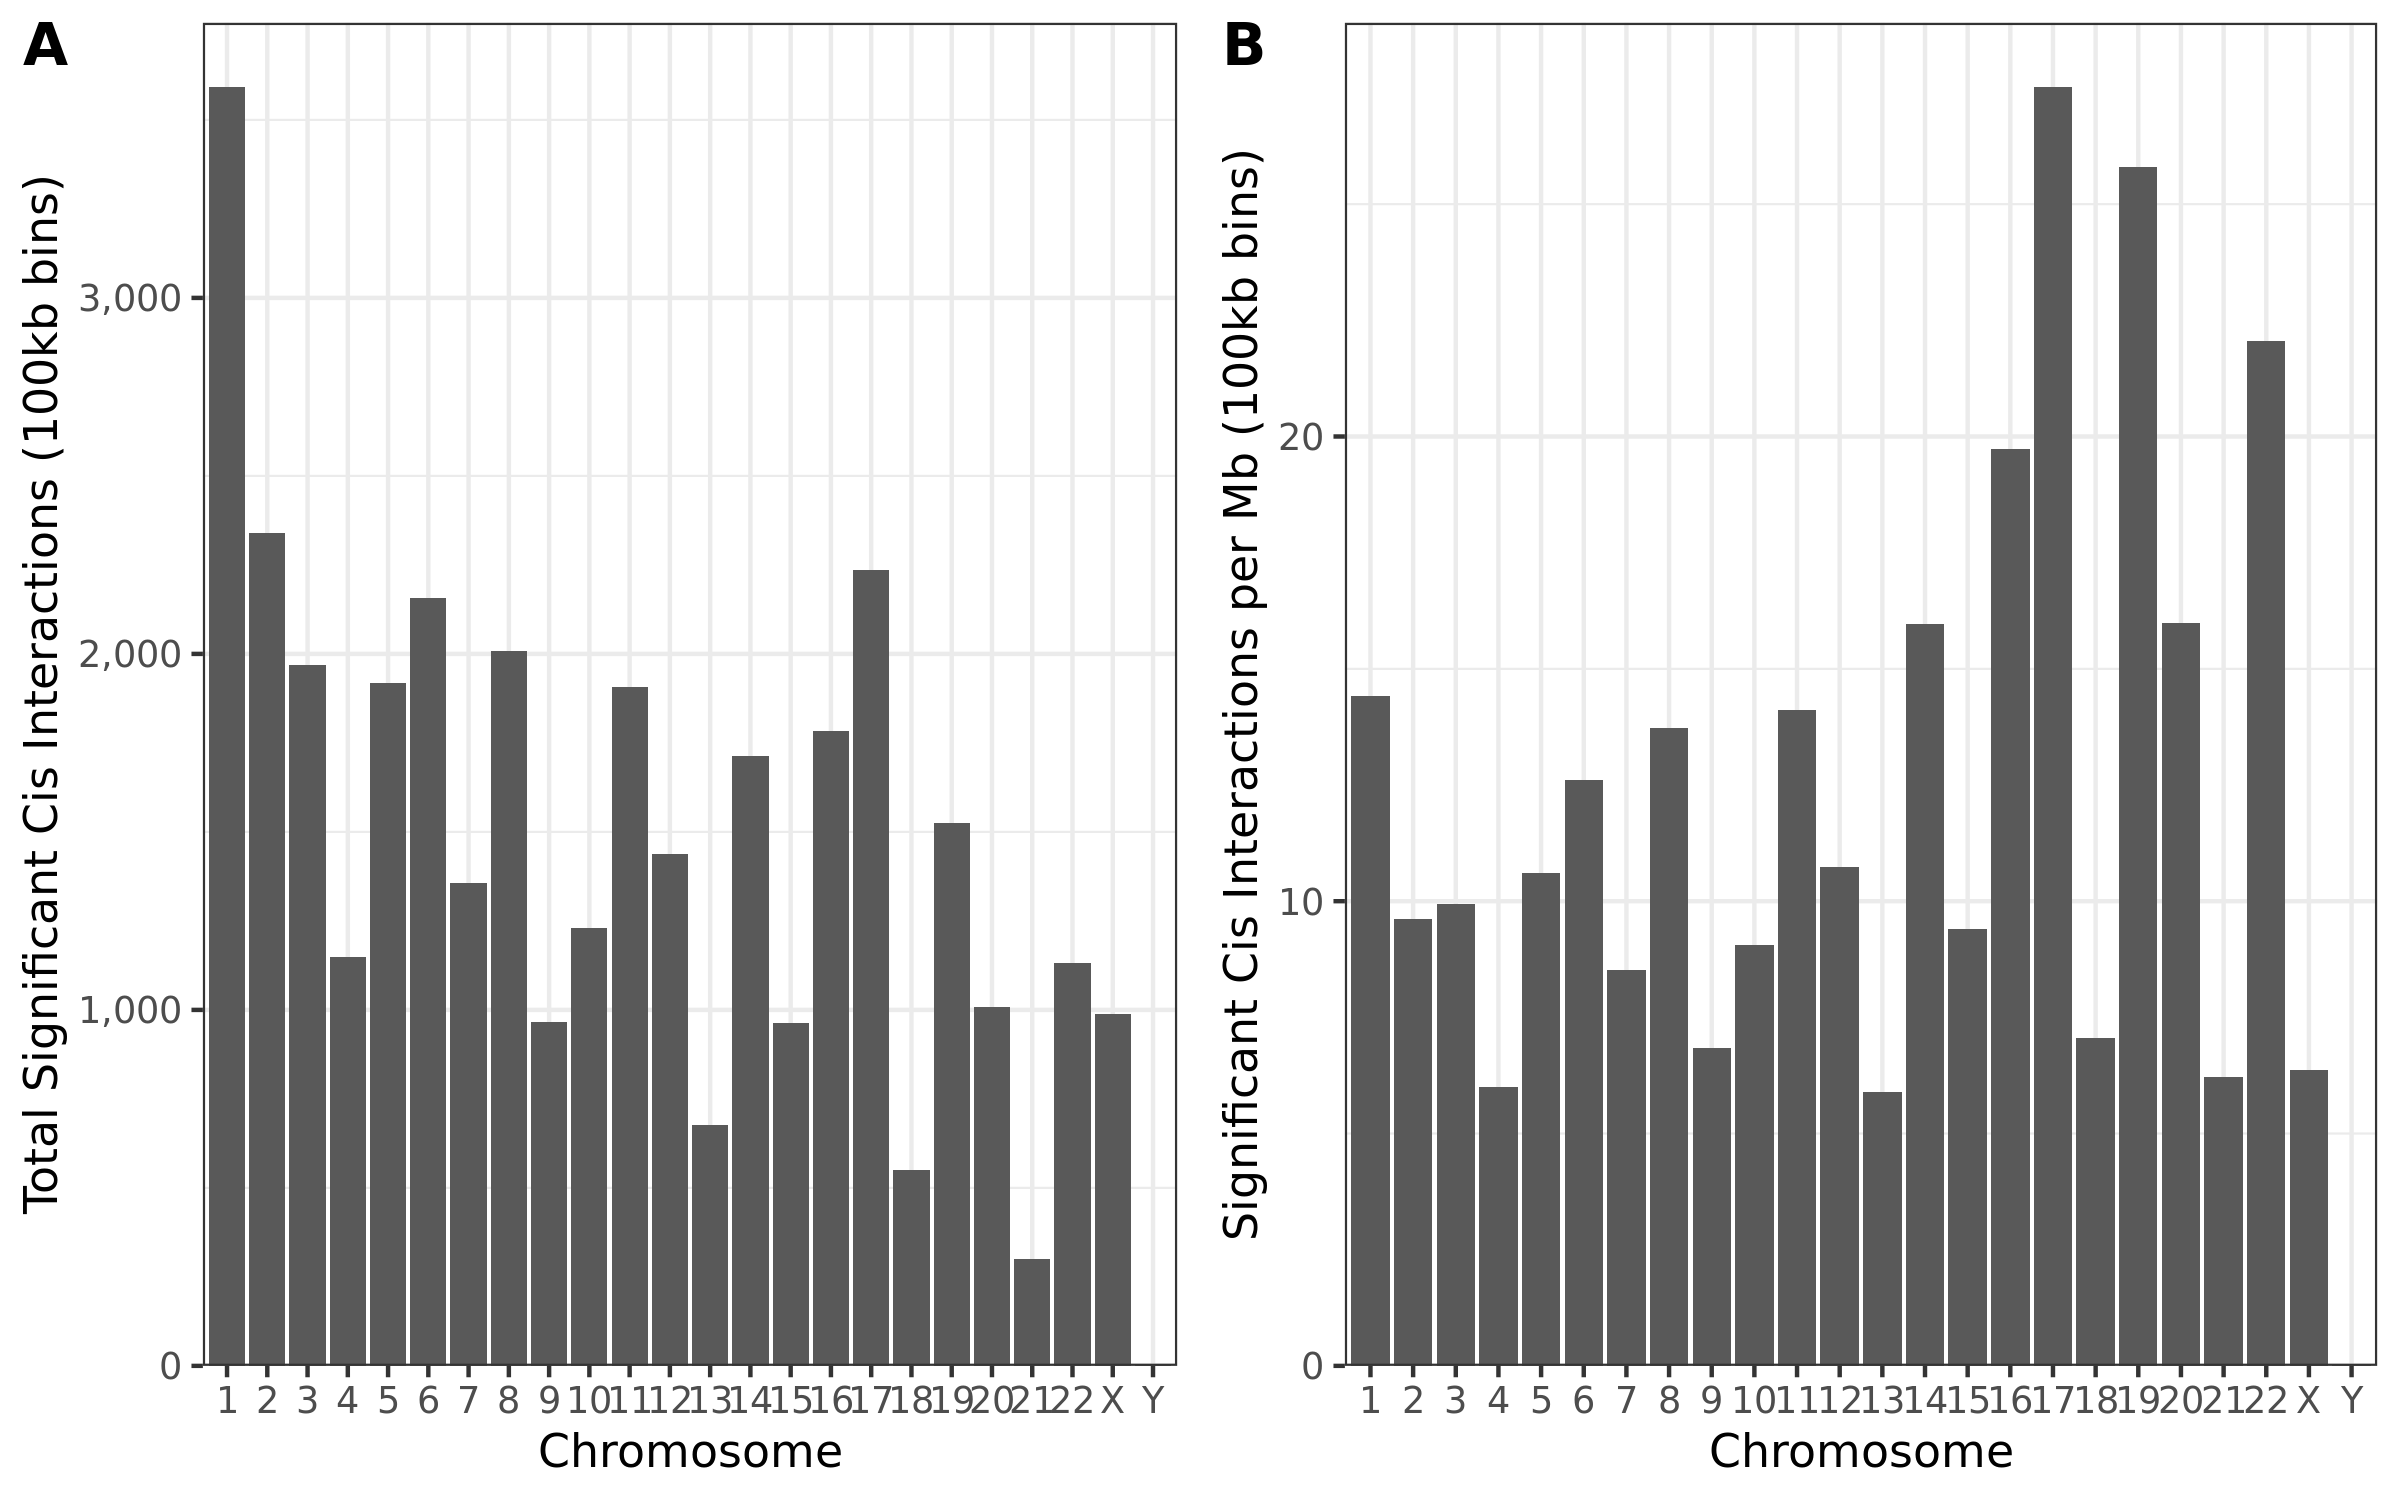 A
Total Significant Cis Interactions (100kb bins)
3,000
2,000
1,000
0
1 2 3 4 5 6 7 8 9 10 11 12 13 14 15 16 17 18 19 20 21 22 X Y
Chromosome
B
Significant Cis Interactions per Mb (100kb bins)
20
10
0
1 2 3 4 5 6 7 8 9 10 11 12 13 14 15 16 17 18 19 20 21 22 X Y
Chromosome